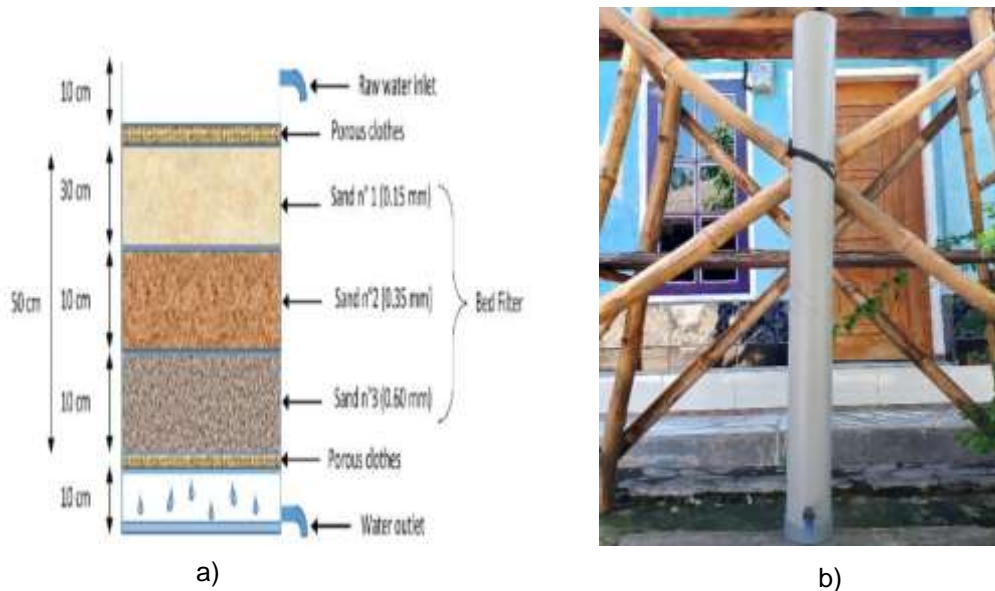 10 cm
Raw water inlet
Porous clothes
30 cm
Sand n° 1 (0.15 mm)
50 cm
10 cm
Sand n°2 (0.35 mm)
Bed Filter
10 cm
Sand n°3 (0.60 mm)
Porous clothes
10 cm
Water outlet
a)
b)